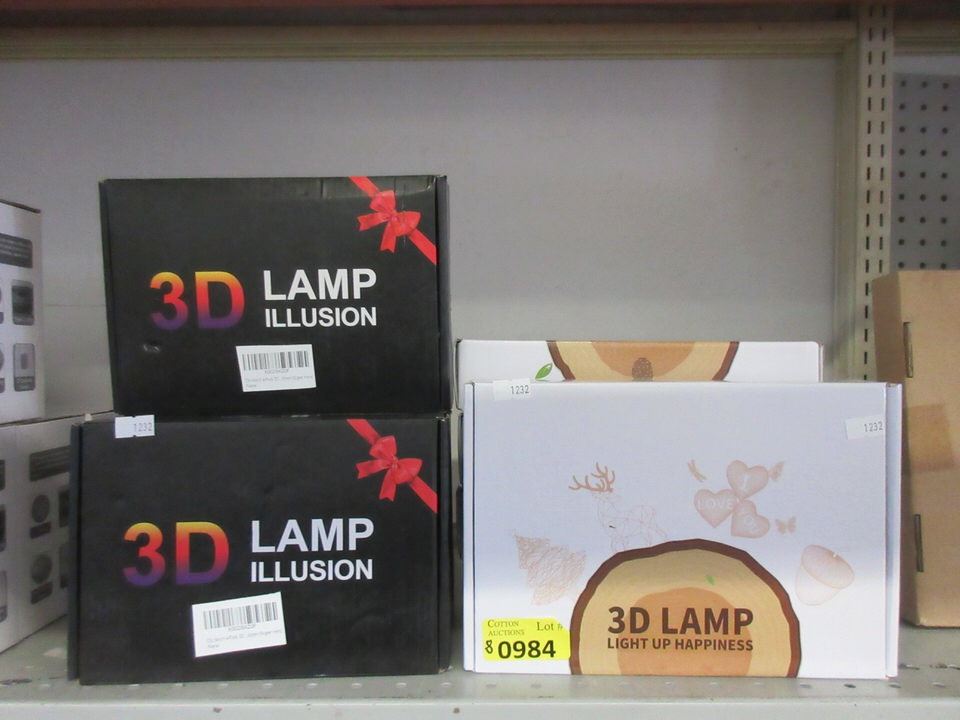 3D LAMP
ILLUSION
1232
3D LAMP
ILLUSION
1232
1232
I
LOVE
COTTON
AUCTIONS
Lot #
0984
3D LAMP
LIGHT UP HAPPINESS